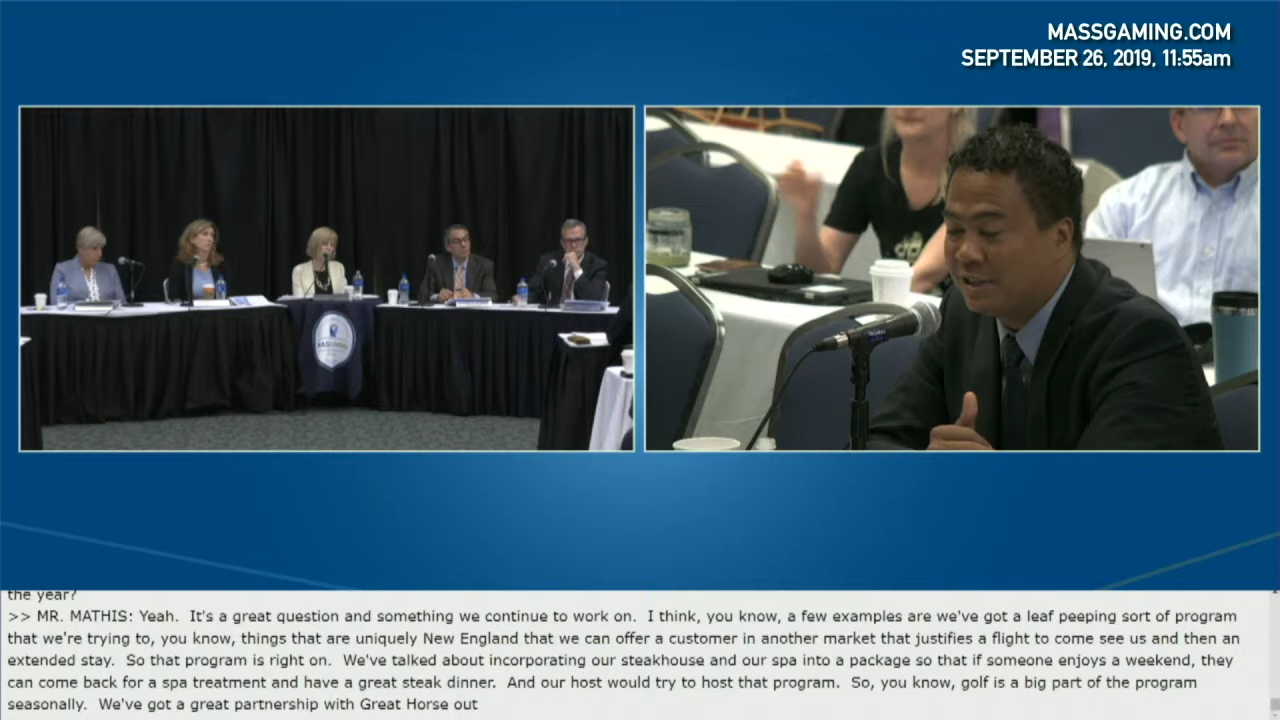 MASSGAMING.COM
SEPTEMBER 26, 2019, 11:55am
the year?
>> MR. MATHIS: Yeah.  It's a great question and something we continue to work on.  I think, you know, a few examples are we've got a leaf peeping sort of program
that we're trying to, you know, things that are uniquely New England that we can offer a customer in another market that justifies a flight to come see us and then an
extended stay.  So that program is right on.  We've talked about incorporating our steakhouse and our spa into a package so that if someone enjoys a weekend, they
can come back for a spa treatment and have a great steak dinner.  And our host would try to host that program.  So, you know, golf is a big part of the program
seasonally.  We've got a great partnership with Great Horse out